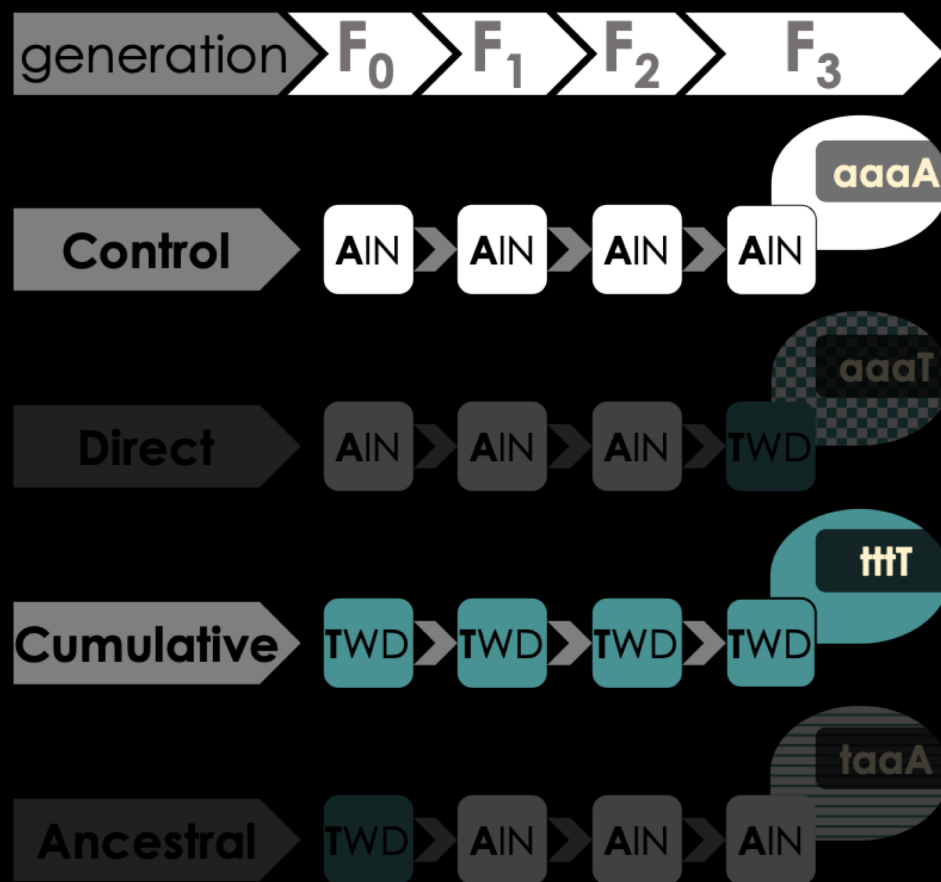 generation F0 F1 F2 F3
aaaA
Control AIN AIN AIN AIN
aaaT
Direct AIN AIN AIN TWD
tttT
Cumulative TWD TWD TWD TWD
taaA
Ancestral TWD AIN AIN AIN